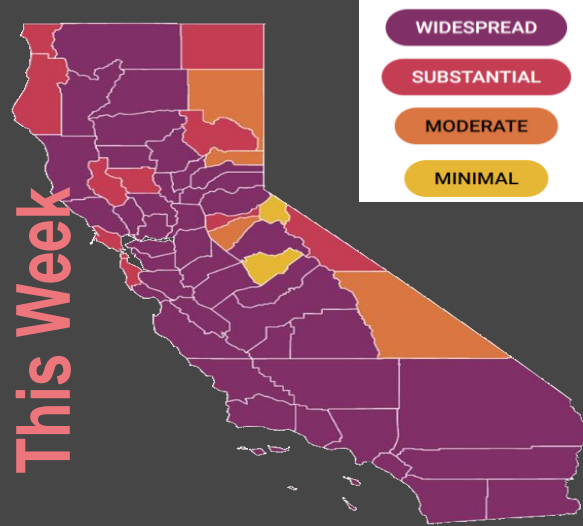 WIDESPREAD
SUBSTANTIAL
MODERATE
MINIMAL
This Week